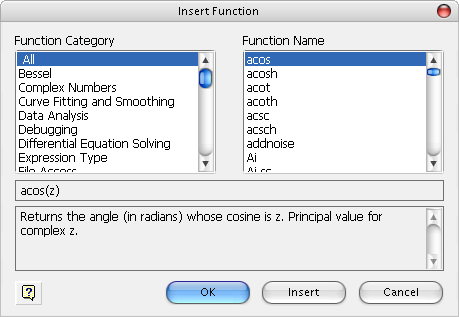 Insert Function
Function Category
Function Name
All
Bessel
Complex Numbers
Curve Fitting and Smoothing
Data Analysis
Debugging
Differential Equation Solving
Expression Type
File Access
acos
acosh
acot
acoth
acsc
acsch
addnoise
Ai
Ai.sc
acos(z)
Returns the angle (in radians) whose cosine is z. Principal value for
complex z.
?
OK
Insert
Cancel